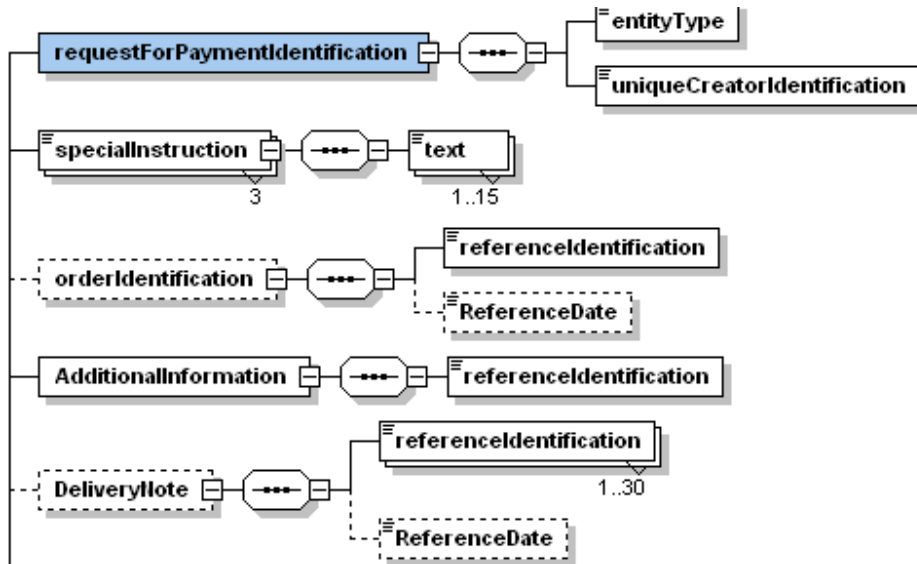 entityType
requestForPaymentIdentification
uniqueCreatorIdentification
specialInstruction
text
3
1..15
referenceIdentification
orderIdentification
ReferenceDate
AdditionalInformation
referenceIdentification
referenceIdentification
1..30
DeliveryNote
ReferenceDate